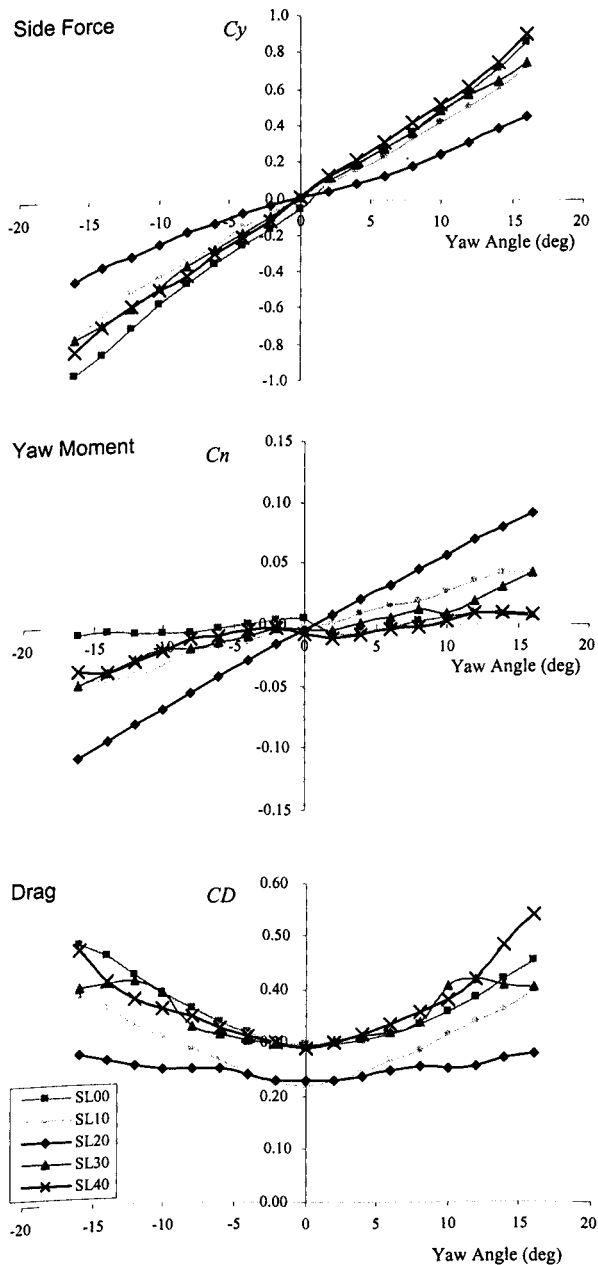 Side Force
Cy
1.0
0.8
0.6
0.4
0.2
0.0
-0.2
-0.4
-0.6
-0.8
-1.0
-20 -15 -10 -5 0 5 10 15 20
Yaw Angle (deg)
Yaw Moment
Cn
0.15
0.10
0.05
0.00
-0.05
-0.10
-0.15
-20 -15 -10 -5 0 5 10 15 20
Yaw Angle (deg)
Drag
CD
0.60
0.50
0.40
0.30
0.20
0.10
0.00
SL00
SL10
SL20
SL30
SL40
-20 -15 -10 -5 0 5 10 15 20
Yaw Angle (deg)